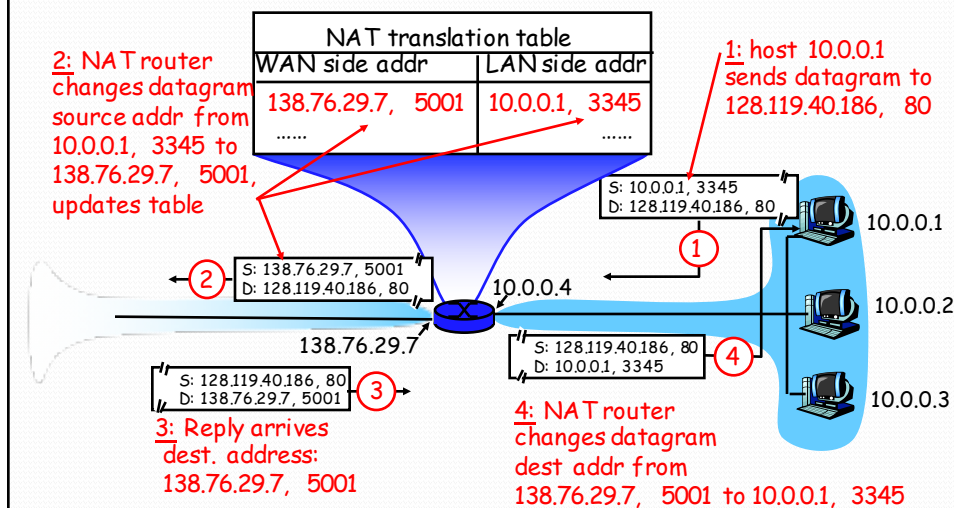 NAT translation table
WAN side addr LAN side addr
138.76.29.7, 5001 10.0.0.1, 3345
...... ......
2: NAT router
changes datagram
source addr from
10.0.0.1, 3345 to
138.76.29.7, 5001,
updates table
1: host 10.0.0.1
sends datagram to
128.119.40.186, 80
S: 10.0.0.1, 3345
D: 128.119.40.186, 80
1
10.0.0.1
S: 138.76.29.7, 5001
D: 128.119.40.186, 80
2
10.0.0.4
10.0.0.2
138.76.29.7
S: 128.119.40.186, 80
D: 10.0.0.1, 3345
4
S: 128.119.40.186, 80
D: 138.76.29.7, 5001
3
10.0.0.3
3: Reply arrives
dest. address:
138.76.29.7, 5001
4: NAT router
changes datagram
dest addr from
138.76.29.7, 5001 to 10.0.0.1, 3345